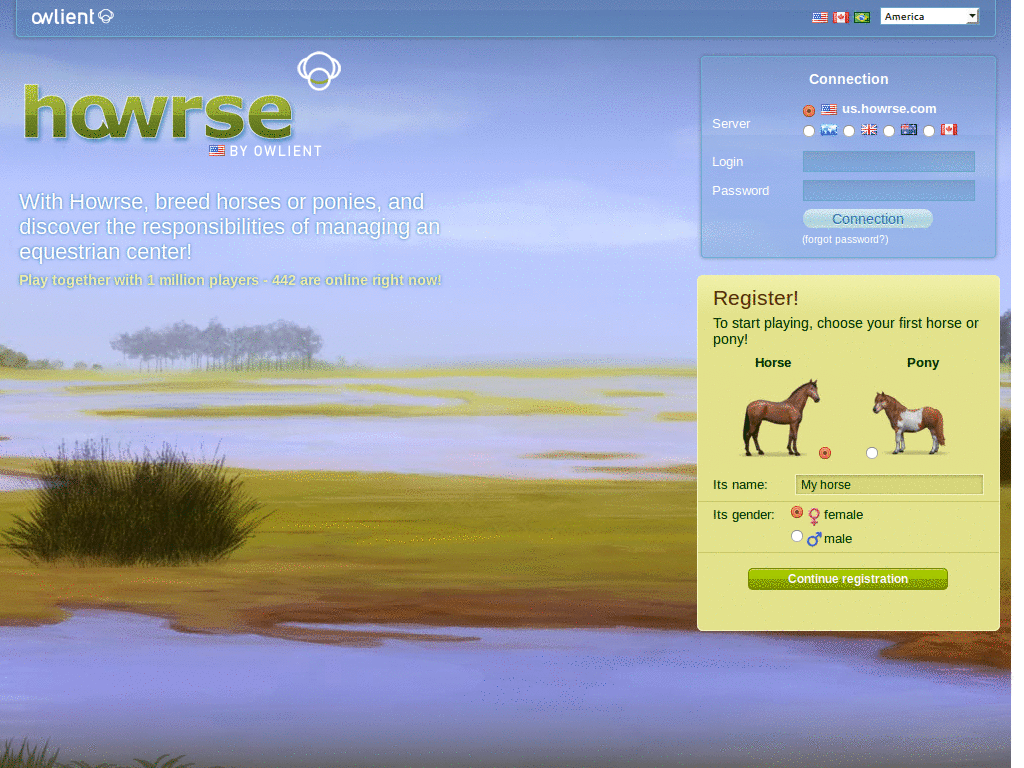 owlient
America
howrse
BY OWLIENT
With Howrse, breed horses or ponies, and
discover the responsibilities of managing an
equestrian center!
Play together with 1 million players - 442 are online right now!
Connection
Server
us.howrse.com
Login
Password
Connection
(forgot password?)
Register!
To start playing, choose your first horse or
pony!
Horse Pony
Its name: My horse
Its gender: female
male
Continue registration